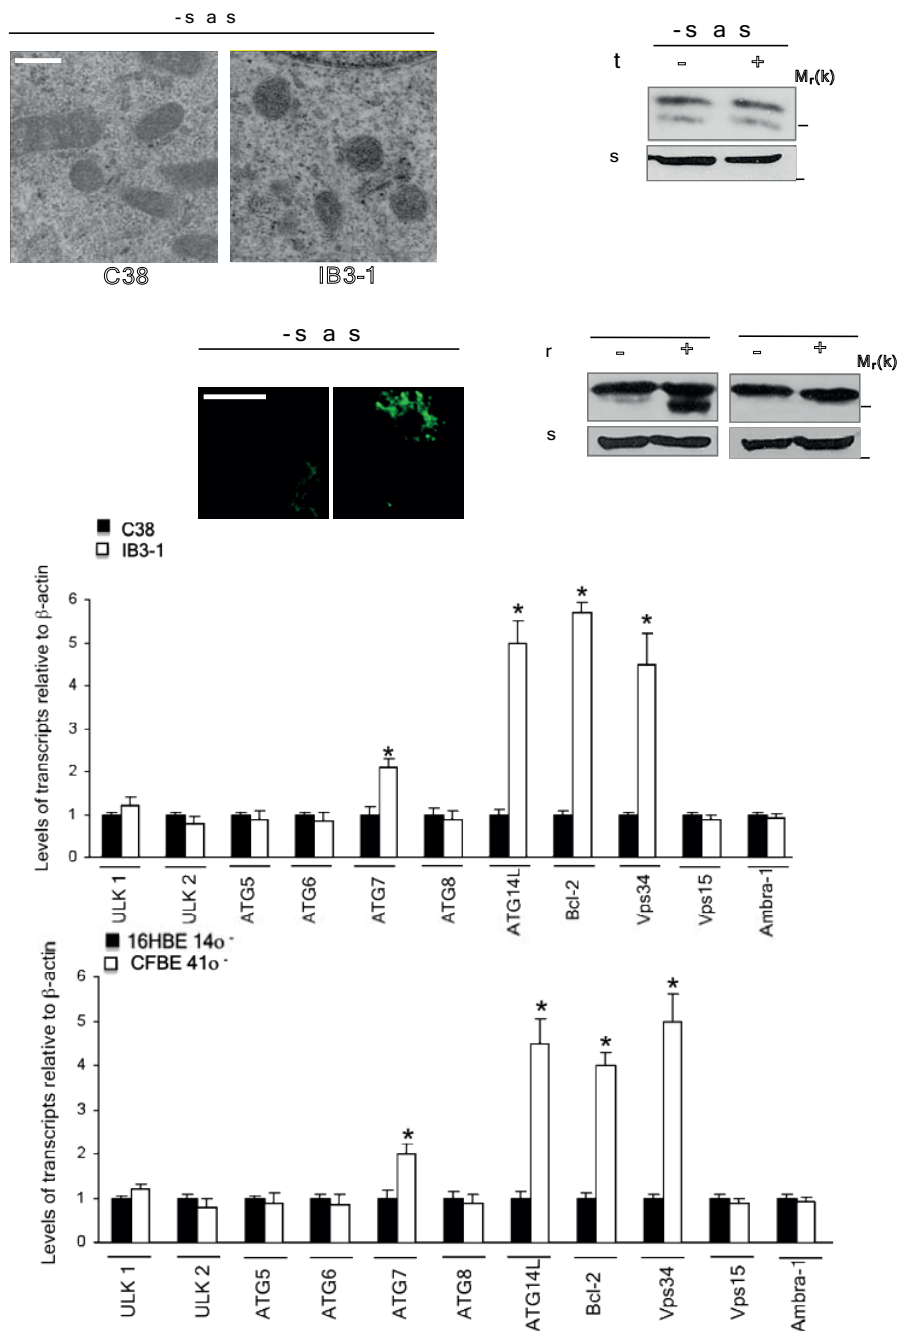 -s a s
-s a s
t - +
Mr(k)
s
C38 IB3-1
-s a s
r - + - +
Mr(k)
s
C38
IB3-1
Levels of transcripts relative to β-actin
6
5
4
3
2
1
0
* * * *
ULK 1 ULK 2 ATG5 ATG6 ATG7 ATG8 ATG14L Bcl-2 Vps34 Vps15 Ambra-1
16HBE 14o-
CFBE 41o-
Levels of transcripts relative to β-actin
6
5
4
3
2
1
0
* * * *
ULK 1 ULK 2 ATG5 ATG6 ATG7 ATG8 ATG14L Bcl-2 Vps34 Vps15 Ambra-1